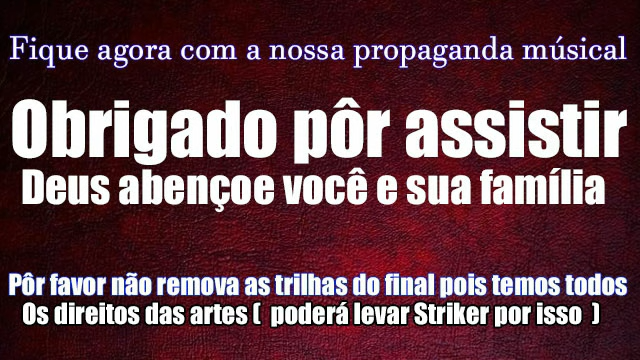 Fique agora com a nossa propaganda músical
Obrigado pôr assistir
Deus abençoe você e sua família
Pôr favor não remova as trilhas do final pois temos todos
Os direitos das artes ( poderá levar Striker por isso )